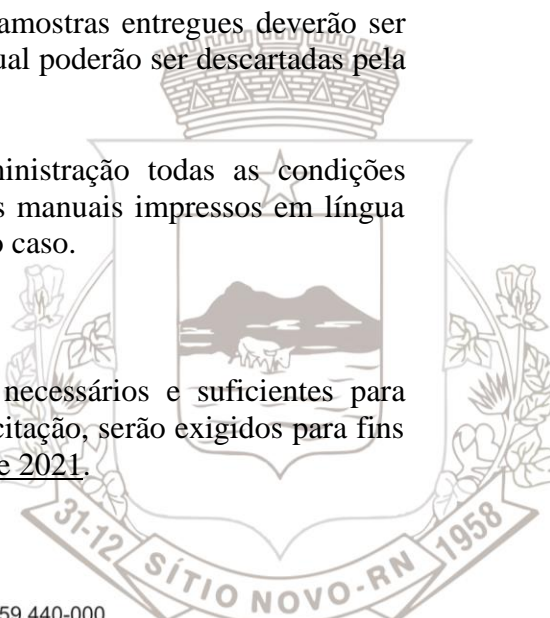 amostras entregues deverão ser
ual poderão ser descartadas pela
ministração todas as condições
s manuais impressos em língua
o caso.
necessários e suficientes para
citação, serão exigidos para fins
e 2021.
31-12 SÍTIO NOVO-RN 1958
59.440-000